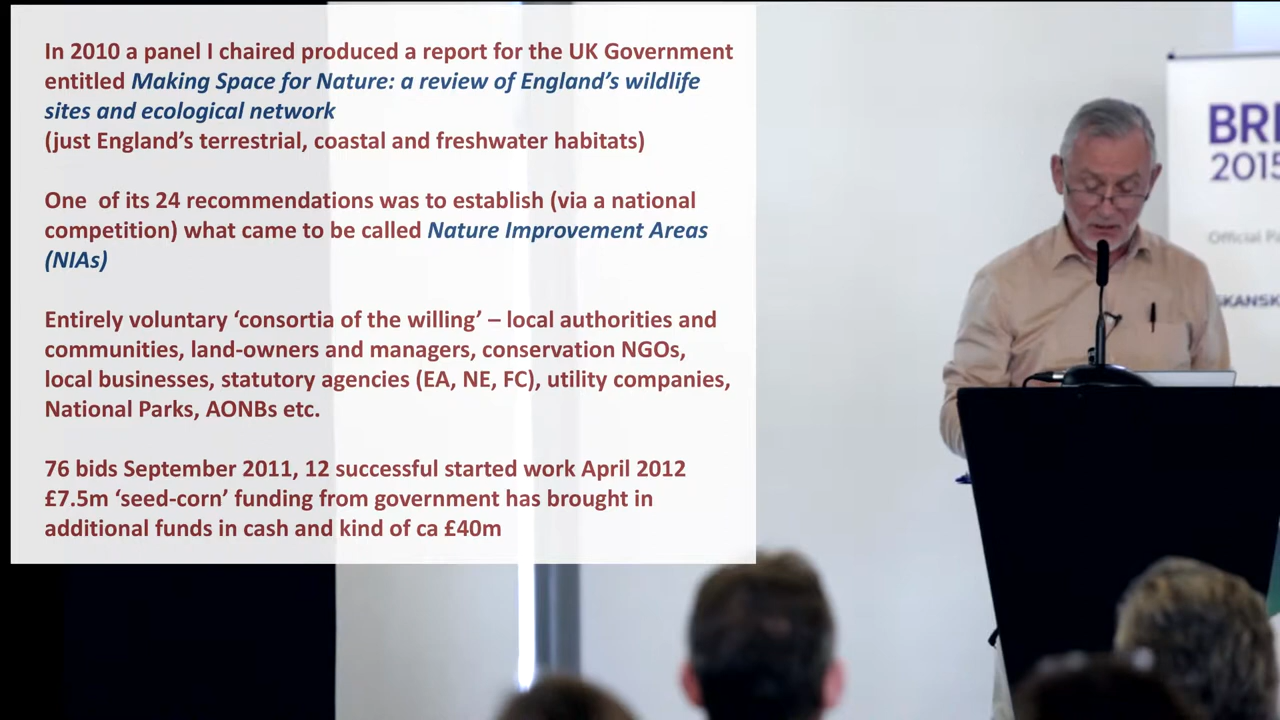 In 2010 a panel I chaired produced a report for the UK Government
entitled Making Space for Nature: a review of England’s wildlife
sites and ecological network
(just England’s terrestrial, coastal and freshwater habitats)
One of its 24 recommendations was to establish (via a national
competition) what came to be called Nature Improvement Areas
(NIAs)
Entirely voluntary ‘consortia of the willing’ – local authorities and
communities, land-owners and managers, conservation NGOs,
local businesses, statutory agencies (EA, NE, FC), utility companies,
National Parks, AONBs etc.
76 bids September 2011, 12 successful started work April 2012
£7.5m ‘seed-corn’ funding from government has brought in
additional funds in cash and kind of ca £40m
2015
Official